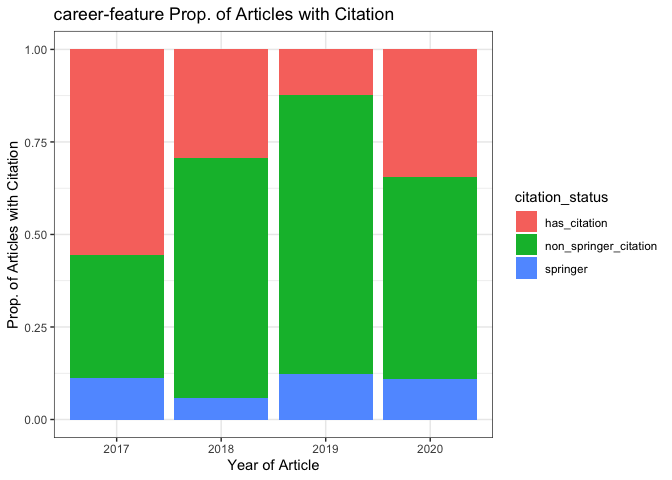 career-feature Prop. of Articles with Citation
Prop. of Articles with Citation
1.00
0.75
0.50
0.25
0.00
2017
2018
2019
2020
Year of Article
citation_status
has_citation
non_springer_citation
springer